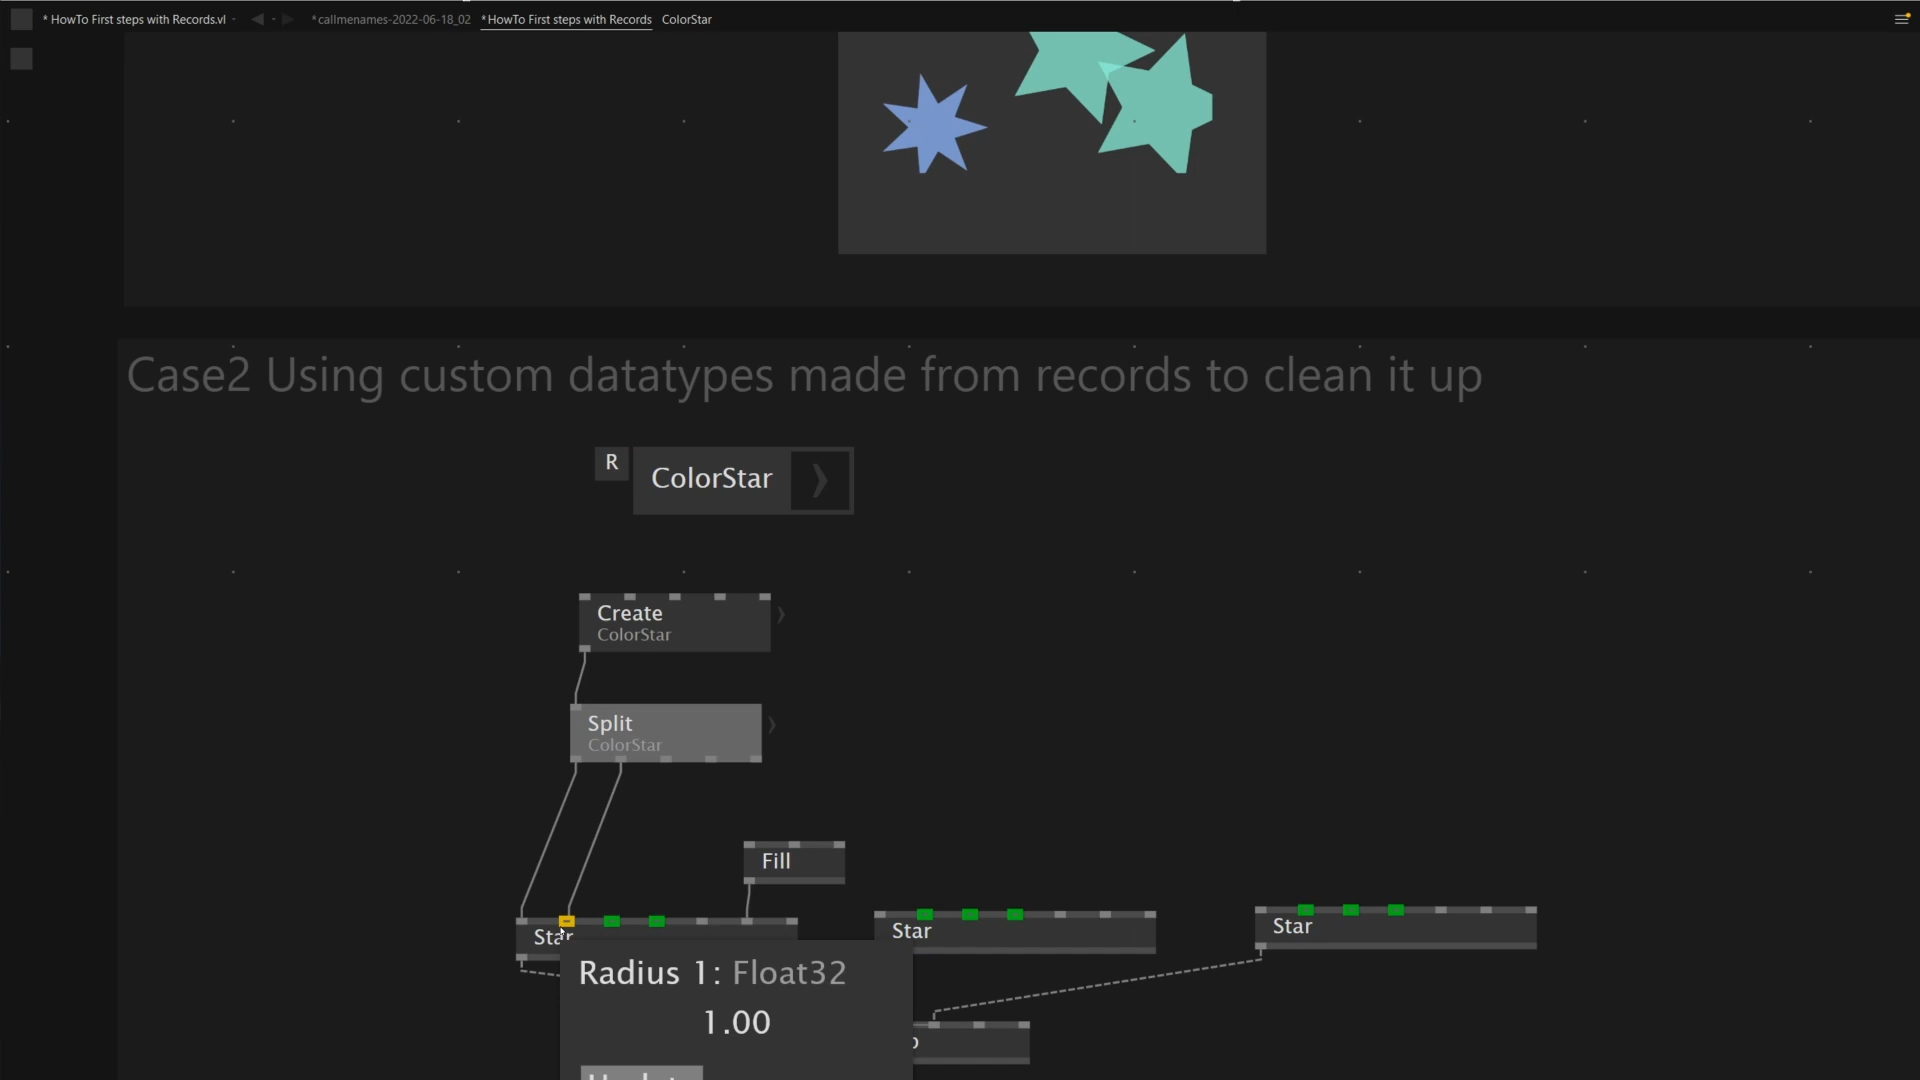 * HowTo First steps with Records.vl
*callmenames-2022-06-18_02
*HowTo First steps with Records
ColorStar
Case2 Using custom datatypes made from records to clean it up
R
ColorStar
Create
ColorStar
Split
ColorStar
Fill
Star
Star
Star
Radius 1: Float32
1.00